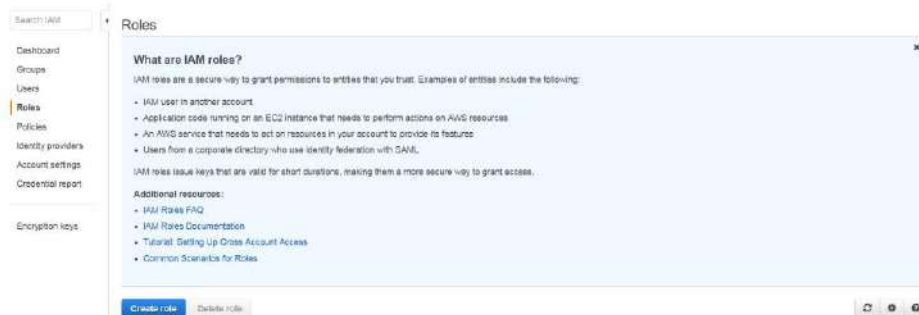 Search IAM
Dashboard
Groups
Users
Roles
Policies
Identity providers
Account settings
Credential report
Encryption keys
Roles
What are IAM roles?
IAM roles are a secure way to grant permissions to entities that you trust. Examples of entities include the following:
• IAM user in another account
• Application code running on an EC2 instance that needs to perform actions on AWS resources
• An AWS service that needs to act on resources in your account to provide its features
• Users from a corporate directory who use identity federation with SAML
IAM roles issue keys that are valid for short durations, making them a more secure way to grant access.
Additional resources:
• IAM Roles FAQ
• IAM Roles Documentation
• Tutorial: Setting Up Cross Account Access
• Common Scenarios for Roles
Create role
Delete role